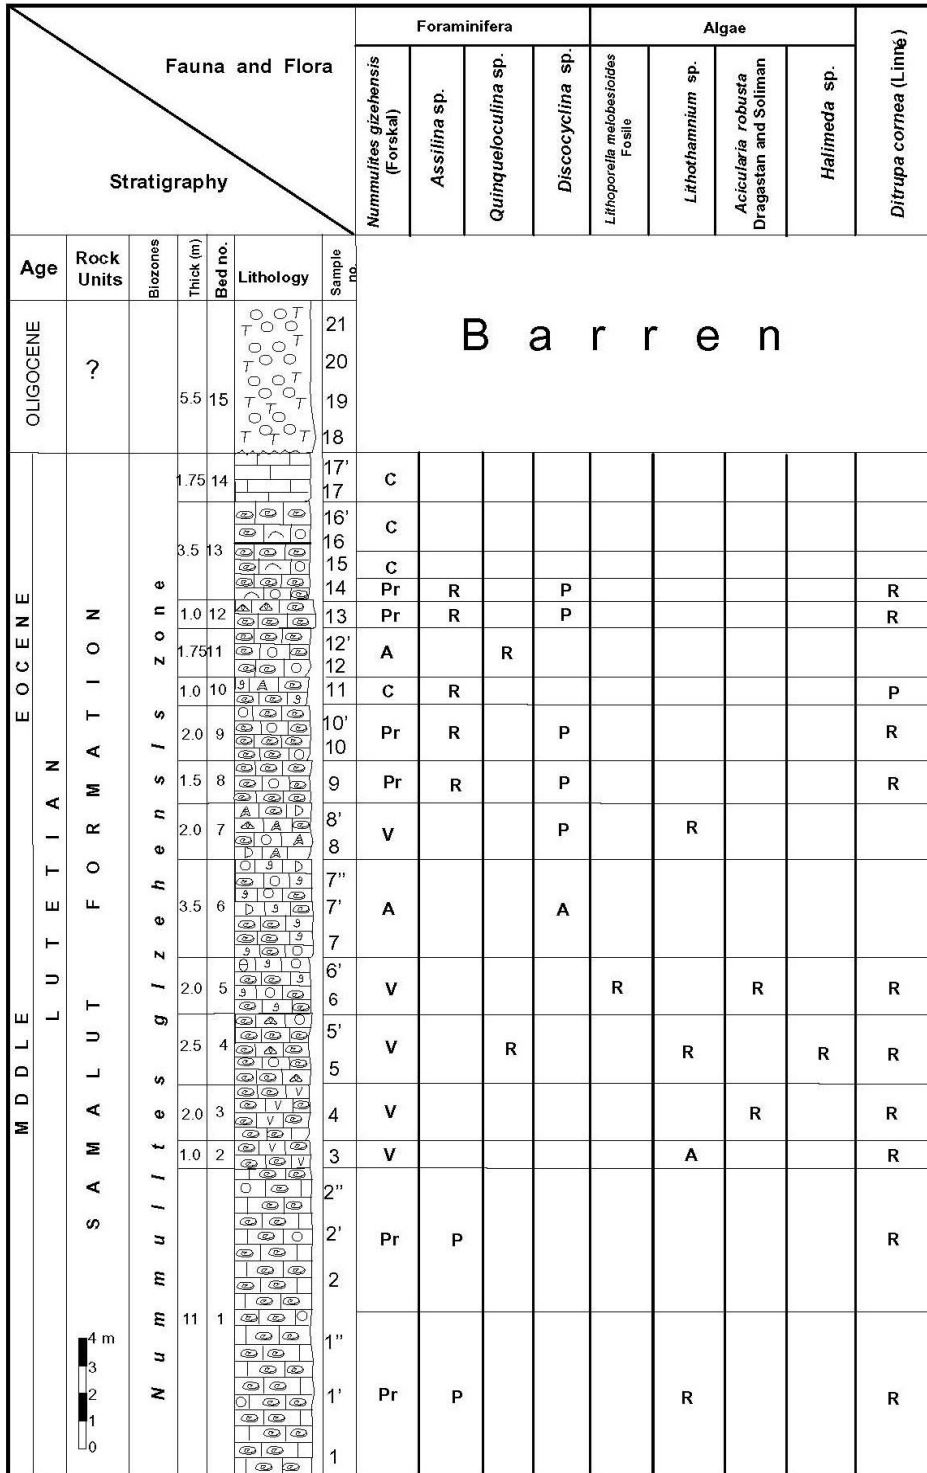 Foraminifera
Algae
Fauna and Flora
Stratigraphy
Nummulites gizehensis
(Forskal)
Assilina sp.
Quinqueloculina sp.
Discocyclina sp.
Lithoporella melobesioides
Fosile
Lithothamnium sp.
Acicularia robusta
Dragastan and Soliman
Halimeda sp.
Ditrupa cornea (Linné)
Age
Rock
Units
Biozones
Thick (m)
Bed no.
Lithology
Sample
no.
Barren
OLIGOCENE
?
5.5 15
21
20
19
18
MDDLE EOCENE
LUTETIAN
SAMALUT FORMATION
Nummulites gizehensis zone
1.75 14 17' 17 C
3.5 13
16' 16 C
15 C
14 Pr R P R
1.0 12 13 Pr R P R
1.75 11 12' 12 A R
1.0 10 11 C R P
2.0 9 10' 10 Pr R P R
1.5 8 9 Pr R P R
2.0 7 8' 8 V P R
3.5 6 7'' 7' 7 A A
2.0 5 6' 6 V R R R
2.5 4 5' 5 V R R R R
2.0 3 4 V R R
1.0 2 3 V A R
11 1
2'' 2' 2 Pr P R
1'' 1' 1 Pr P R R
4 m
3
2
1
0